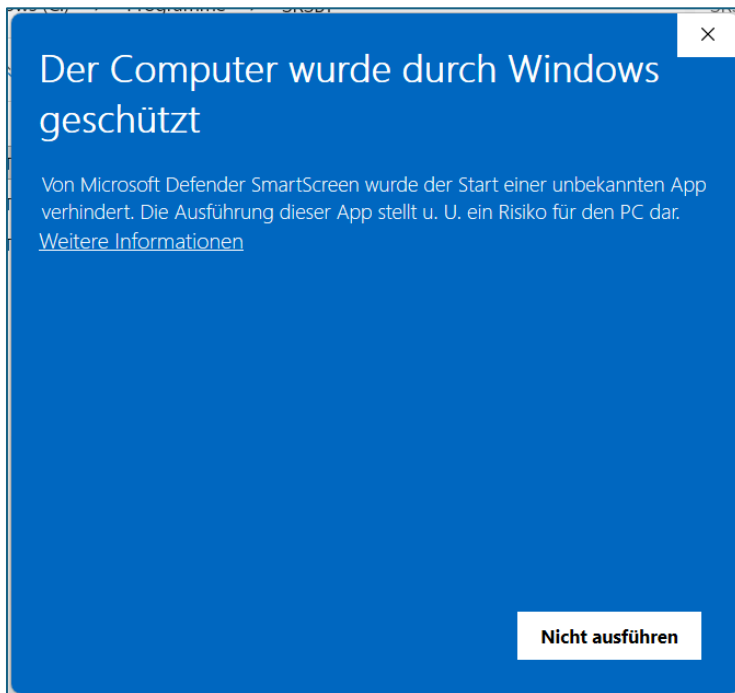 Der Computer wurde durch Windows
geschützt
Von Microsoft Defender SmartScreen wurde der Start einer unbekannten App
verhindert. Die Ausführung dieser App stellt u. U. ein Risiko für den PC dar.
Weitere Informationen
Nicht ausführen